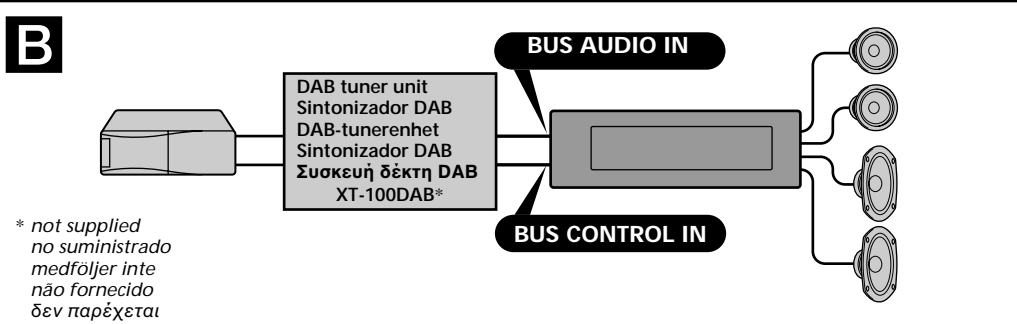 B
BUS AUDIO IN
DAB tuner unit
Sintonizador DAB
DAB-tunerenhet
Sintonizador DAB
Συσκευή δέκτη DAB
XT-100DAB*
BUS CONTROL IN
* not supplied
no suministrado
medföljer inte
não fornecido
δεν παρέχεται